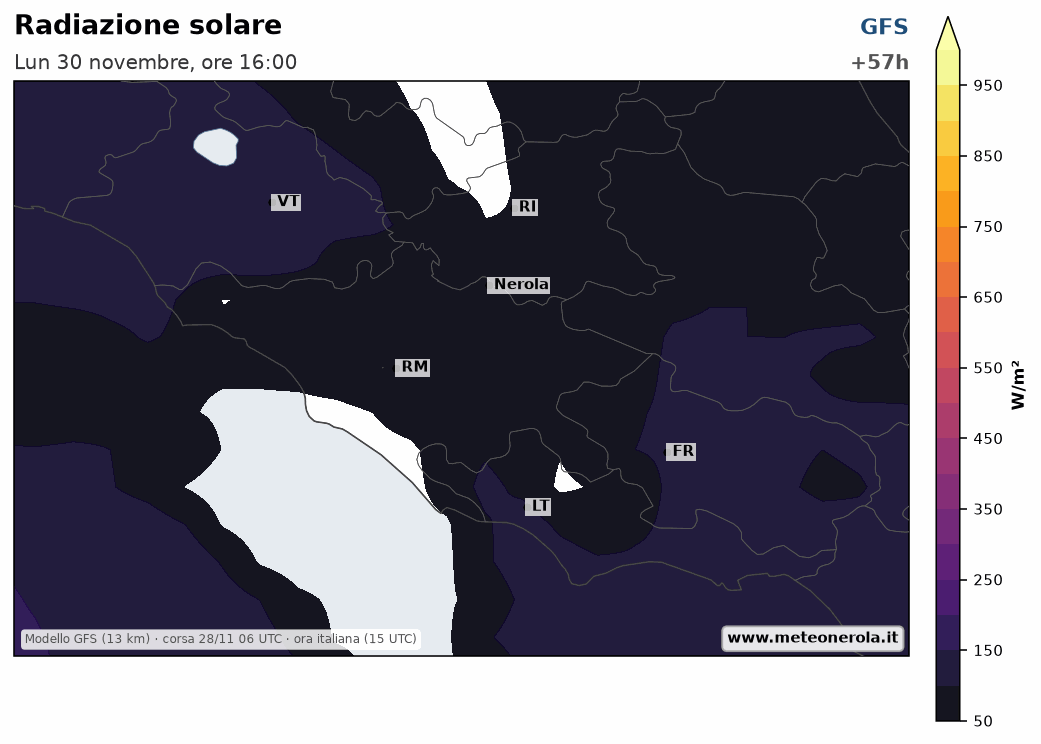 Radiazione solare
GFS
Lun 30 novembre, ore 16:00
+57h
VT
RI
Nerola
RM
FR
LT
Modello GFS (13 km) · corsa 28/11 06 UTC · ora italiana (15 UTC)
www.meteonerola.it
950
850
750
650
550
450
350
250
150
50
W/m²